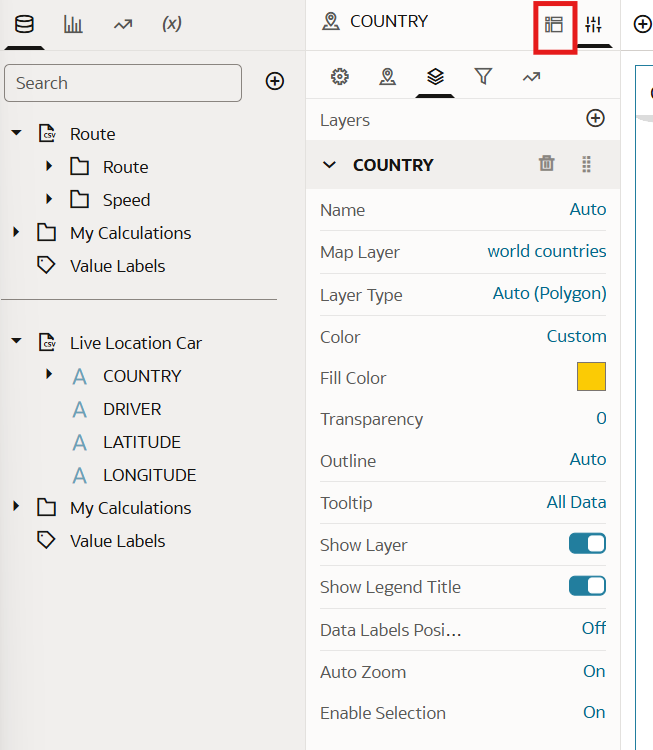 (x)
COUNTRY
Search
Layers
CSV Route
Route
Speed
My Calculations
Value Labels
CSV Live Location Car
A COUNTRY
A DRIVER
A LATITUDE
A LONGITUDE
My Calculations
Value Labels
COUNTRY
Name Auto
Map Layer world countries
Layer Type Auto (Polygon)
Color Custom
Fill Color
Transparency 0
Outline Auto
Tooltip All Data
Show Layer
Show Legend Title
Data Labels Posi... Off
Auto Zoom On
Enable Selection On